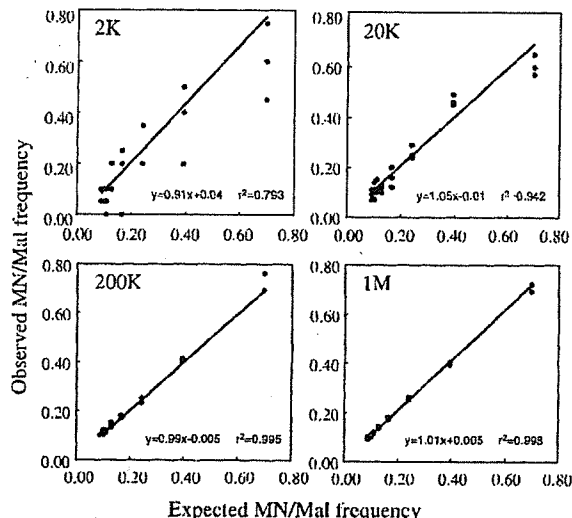 Observed MN/Mal frequency
2K
0.80
0.60
0.40
0.20
0.00
y=0.91x+0.04 r²=0.793
0.00 0.20 0.40 0.60 0.80
20K
0.80
0.60
0.40
0.20
0.00
y=1.05x-0.01 r² -0.942
0.00 0.20 0.40 0.60 0.80
200K
0.80
0.60
0.40
0.20
0.00
y=0.99x-0.005 r²=0.995
0.00 0.20 0.40 0.60 0.80
1M
0.80
0.60
0.40
0.20
0.00
y=1.01x+0.005 r²=0.998
0.00 0.20 0.40 0.60 0.80
Expected MN/Mal frequency